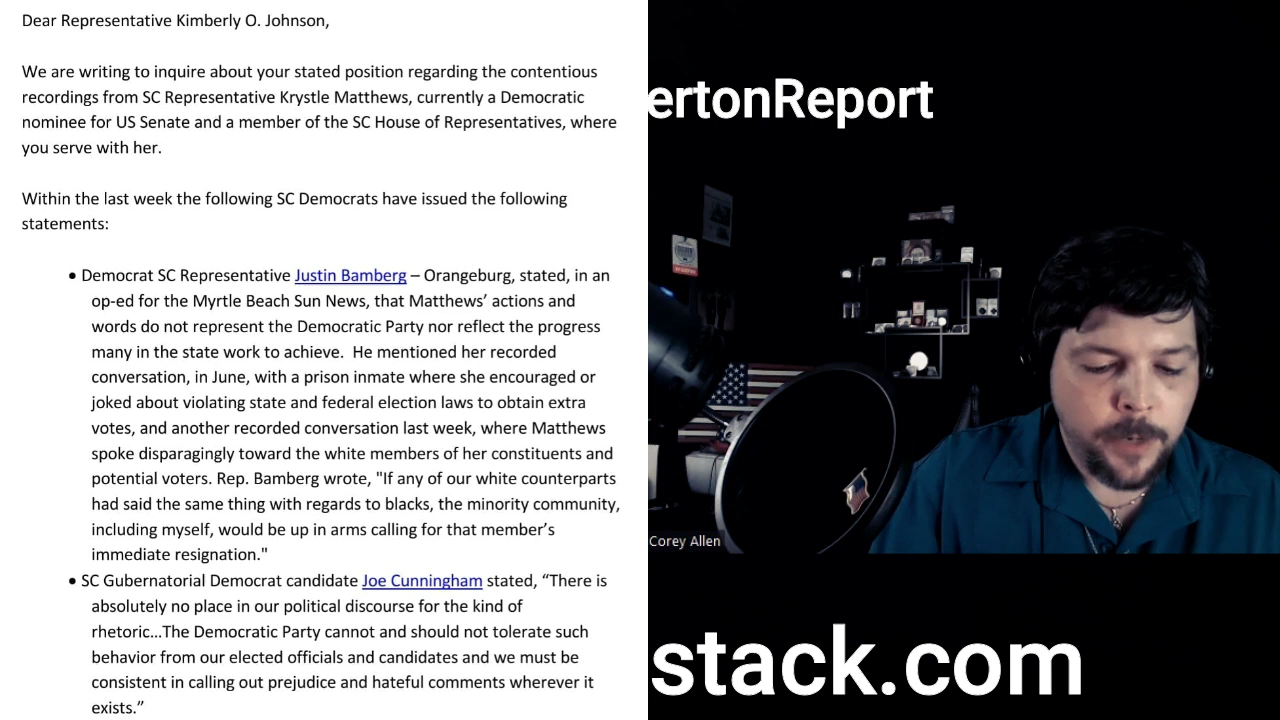 Dear Representative Kimberly O. Johnson,
We are writing to inquire about your stated position regarding the contentious
recordings from SC Representative Krystle Matthews, currently a Democratic
nominee for US Senate and a member of the SC House of Representatives, where
you serve with her.
Within the last week the following SC Democrats have issued the following
statements:
• Democrat SC Representative Justin Bamberg – Orangeburg, stated, in an
op-ed for the Myrtle Beach Sun News, that Matthews’ actions and
words do not represent the Democratic Party nor reflect the progress
many in the state work to achieve.  He mentioned her recorded
conversation, in June, with a prison inmate where she encouraged or
joked about violating state and federal election laws to obtain extra
votes, and another recorded conversation last week, where Matthews
spoke disparagingly toward the white members of her constituents and
potential voters. Rep. Bamberg wrote, "If any of our white counterparts
had said the same thing with regards to blacks, the minority community,
including myself, would be up in arms calling for that member’s
immediate resignation."
• SC Gubernatorial Democrat candidate Joe Cunningham stated, “There is
absolutely no place in our political discourse for the kind of
rhetoric…The Democratic Party cannot and should not tolerate such
behavior from our elected officials and candidates and we must be
consistent in calling out prejudice and hateful comments wherever it
exists.”
ertonReport
Corey Allen
stack.com